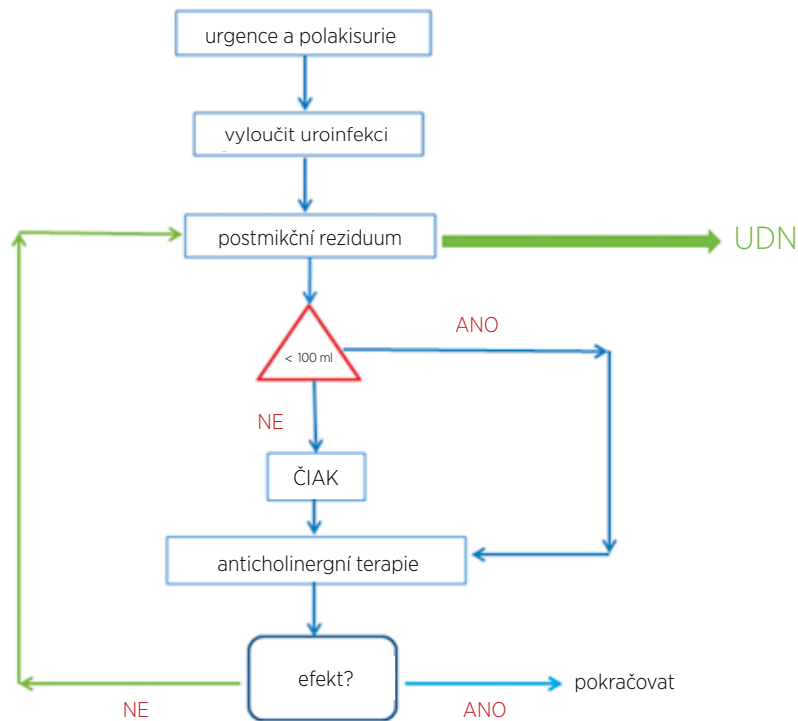 urgence a polakisurie
vyloučit uroinfekci
postmikční reziduum
UDN
< 100 ml
ANO
NE
ČIAK
anticholinergní terapie
efekt?
pokračovat
NE
ANO